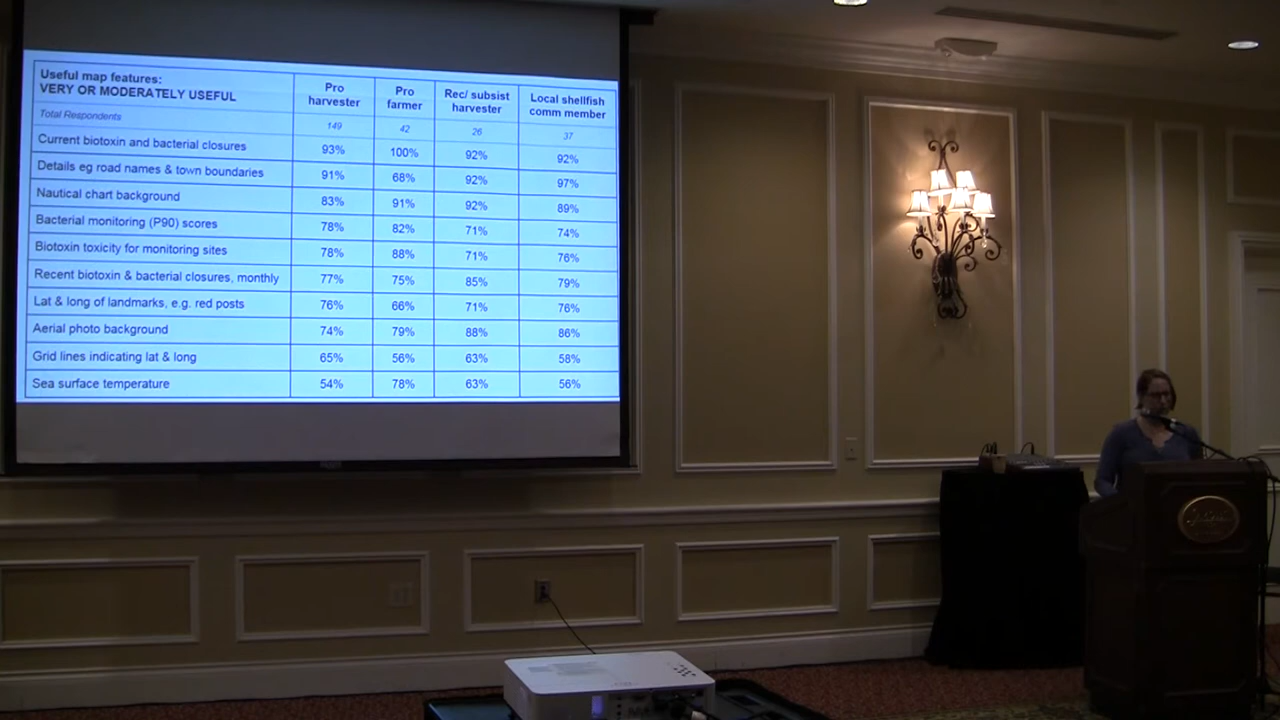 Useful map features:
VERY OR MODERATELY USEFUL
Pro harvester
Pro farmer
Rec/ subsist harvester
Local shellfish comm member
Total Respondents 149 42 26 37
Current biotoxin and bacterial closures 93% 100% 92% 92%
Details eg road names & town boundaries 91% 68% 92% 97%
Nautical chart background 83% 91% 92% 89%
Bacterial monitoring (P90) scores 78% 82% 71% 74%
Biotoxin toxicity for monitoring sites 78% 88% 71% 76%
Recent biotoxin & bacterial closures, monthly 77% 75% 85% 79%
Lat & long of landmarks, e.g. red posts 76% 66% 71% 76%
Aerial photo background 74% 79% 88% 86%
Grid lines indicating lat & long 65% 56% 63% 58%
Sea surface temperature 54% 78% 63% 56%